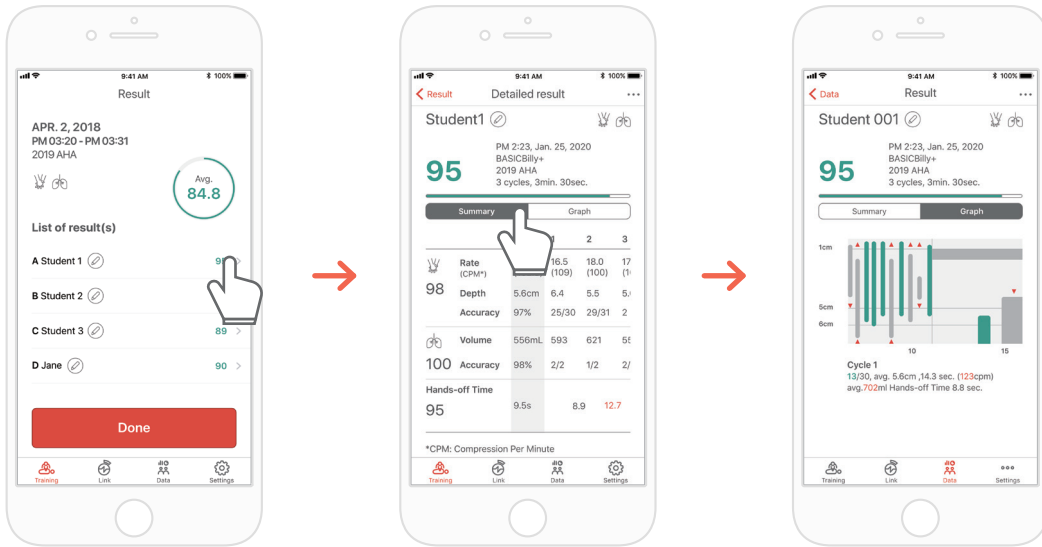 9:41 AM
100%
Result
APR. 2, 2018
PM 03:20 - PM 03:31
2019 AHA
Avg.
84.8
List of result(s)
A Student 1
B Student 2
C Student 3 89 >
D Jane 90 >
Done
Training Link Data Settings
9:41 AM
100%
Result Detailed result ...
Student1
95
PM 2:23, Jan. 25, 2020
BASICBilly+
2019 AHA
3 cycles, 3min. 30sec.
Summary Graph
1 2 3
Rate 16.5 18.0 17
(CPM*) (109) (100)
98 Depth 5.6cm 6.4 5.5
Accuracy 97% 25/30 29/31 2
Volume 556mL 593 621
100 Accuracy 98% 2/2 1/2 2/
Hands-off Time
95 9.5s 8.9 12.7
*CPM: Compression Per Minute
Training Link Data Settings
9:41 AM
100%
Data Result ...
Student 001
95
PM 2:23, Jan. 25, 2020
BASICBilly+
2019 AHA
3 cycles, 3min. 30sec.
Summary Graph
1cm
5cm
6cm
10 15
Cycle 1
13/30, avg. 5.6cm ,14.3 sec. (123cpm)
avg.702ml Hands-off Time 8.8 sec.
Training Link Data Settings